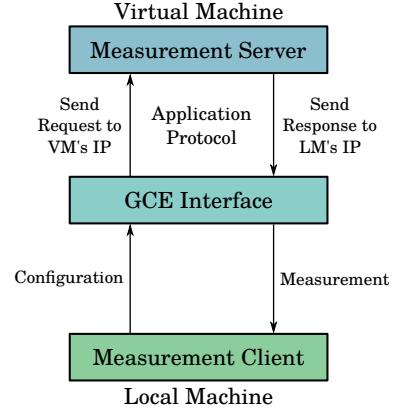 Virtual Machine
Measurement Server
Send
Request to
VM's IP
Application
Protocol
Send
Response to
LM's IP
GCE Interface
Configuration
Measurement
Measurement Client
Local Machine